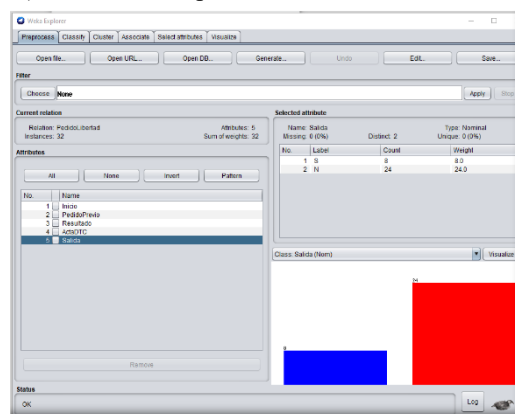 Weka Explorer
Preprocess Classify Cluster Associate Select attributes Visualize
Open file... Open URL... Open DB... Generate... Undo Edit... Save...
Filter
Choose None Apply Stop
Current relation
Relation: PedidoLibertad Attributes: 5
Instances: 32 Sum of weights: 32
Attributes
All None Invert Pattern
No. Name
1 Inicio
2 PedidoPrevio
3 Resultado
4 ActaDTC
5 Salida
Remove
Selected attribute
Name: Salida Type: Nominal
Missing: 0 (0%) Distinct: 2 Unique: 0 (0%)
No. Label Count Weight
1 S 8 8.0
2 N 24 24.0
Class: Salida (Nom) Visualize
24
8
Status
OK Log